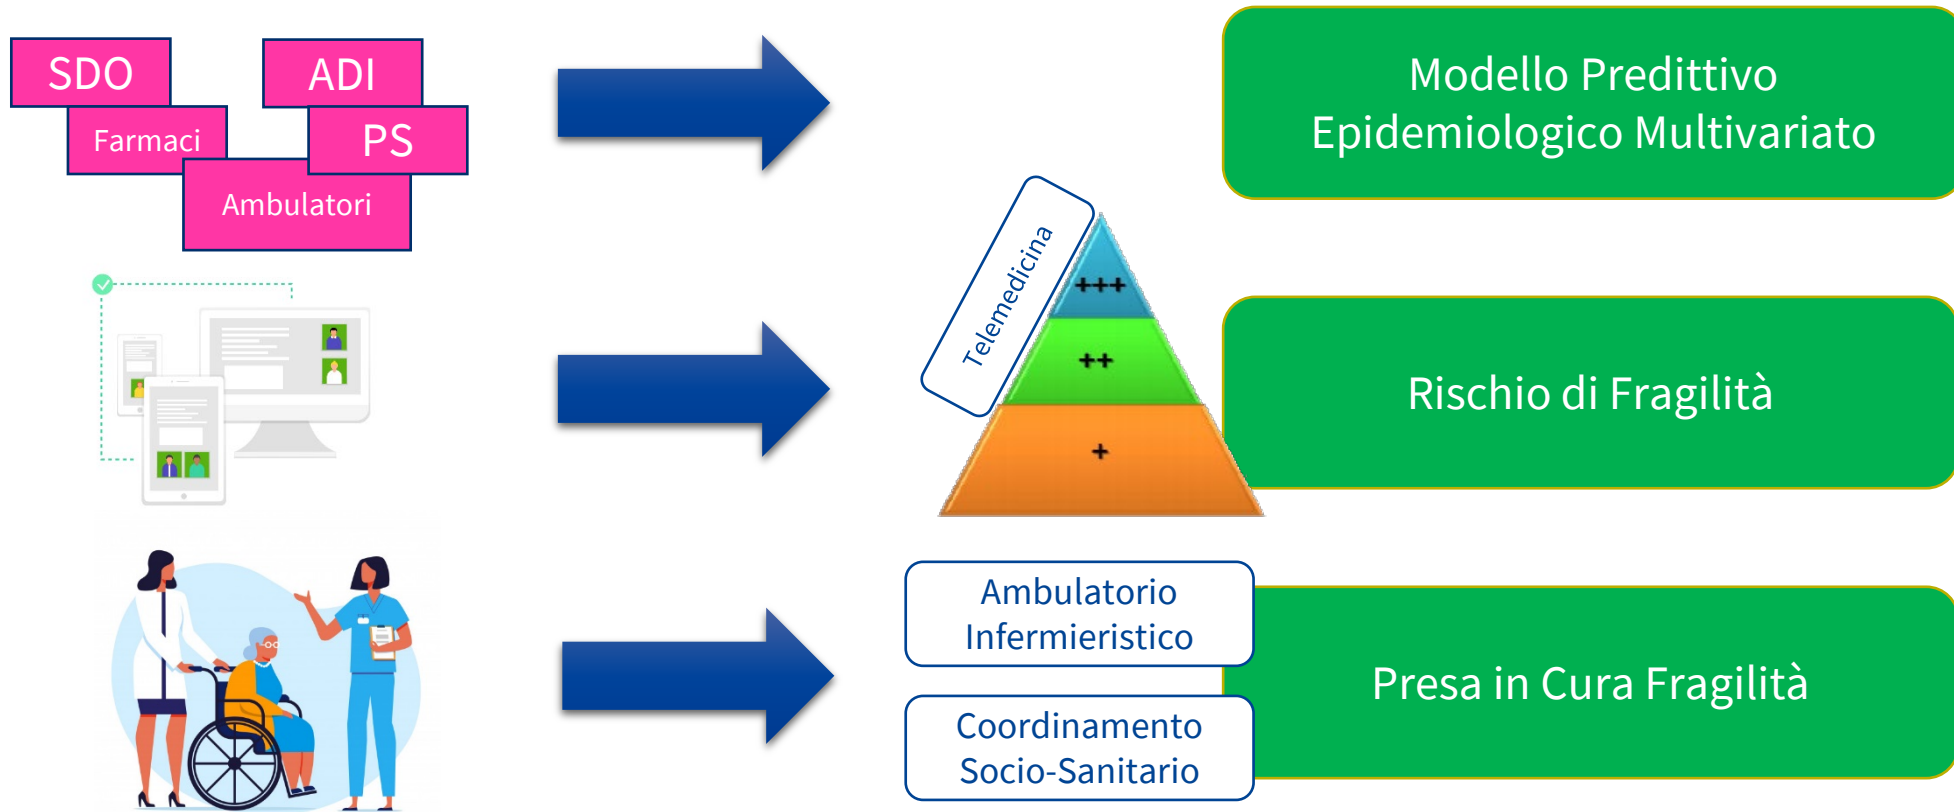 SDO
ADI
Farmaci
PS
Ambulatori
Modello Predittivo
Epidemiologico Multivariato
Telemedicina
+++
++
+
Rischio di Fragilità
Ambulatorio
Infermieristico
Coordinamento
Socio-Sanitario
Presa in Cura Fragilità